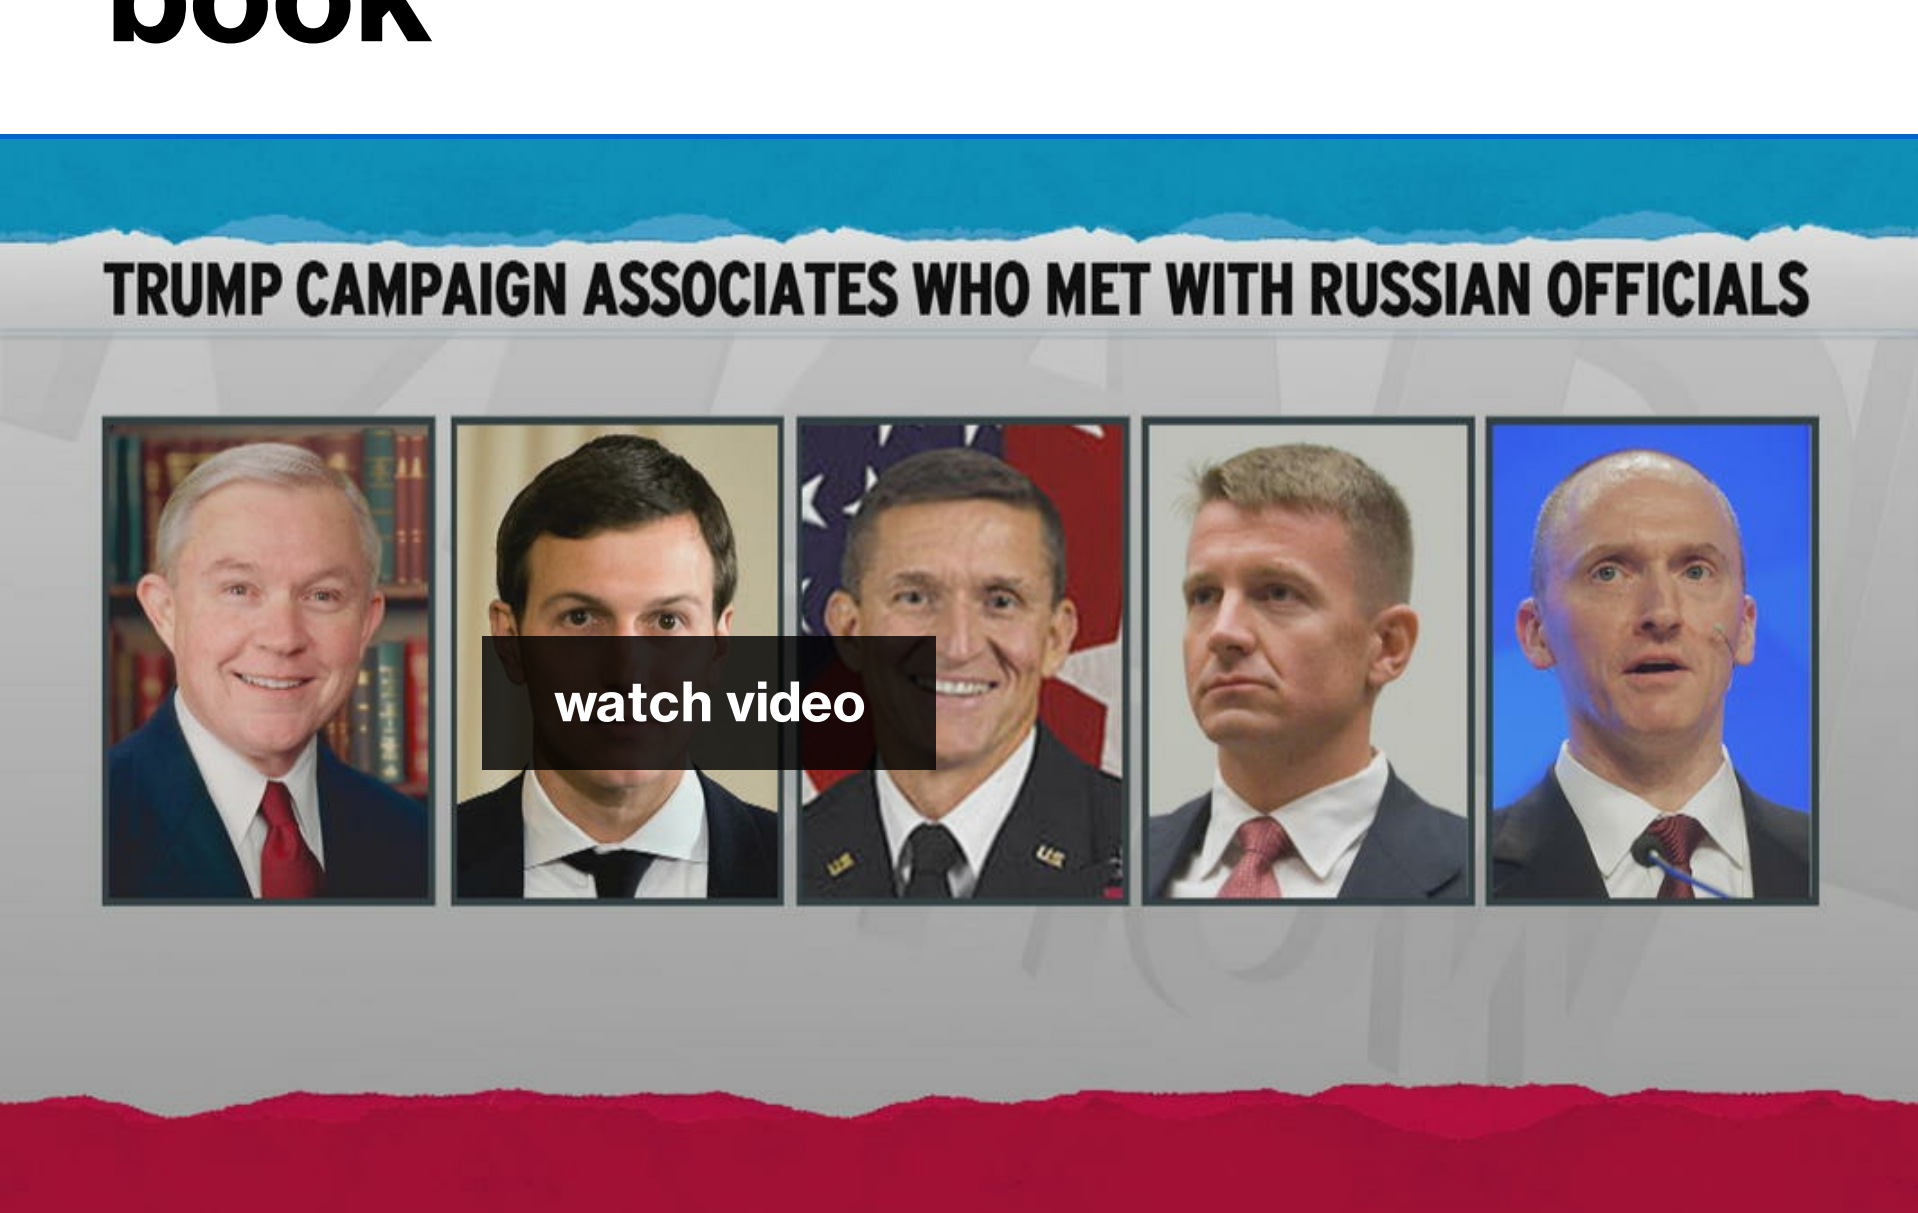 book
TRUMP CAMPAIGN ASSOCIATES WHO MET WITH RUSSIAN OFFICIALS
watch video
U.S.
U.S.